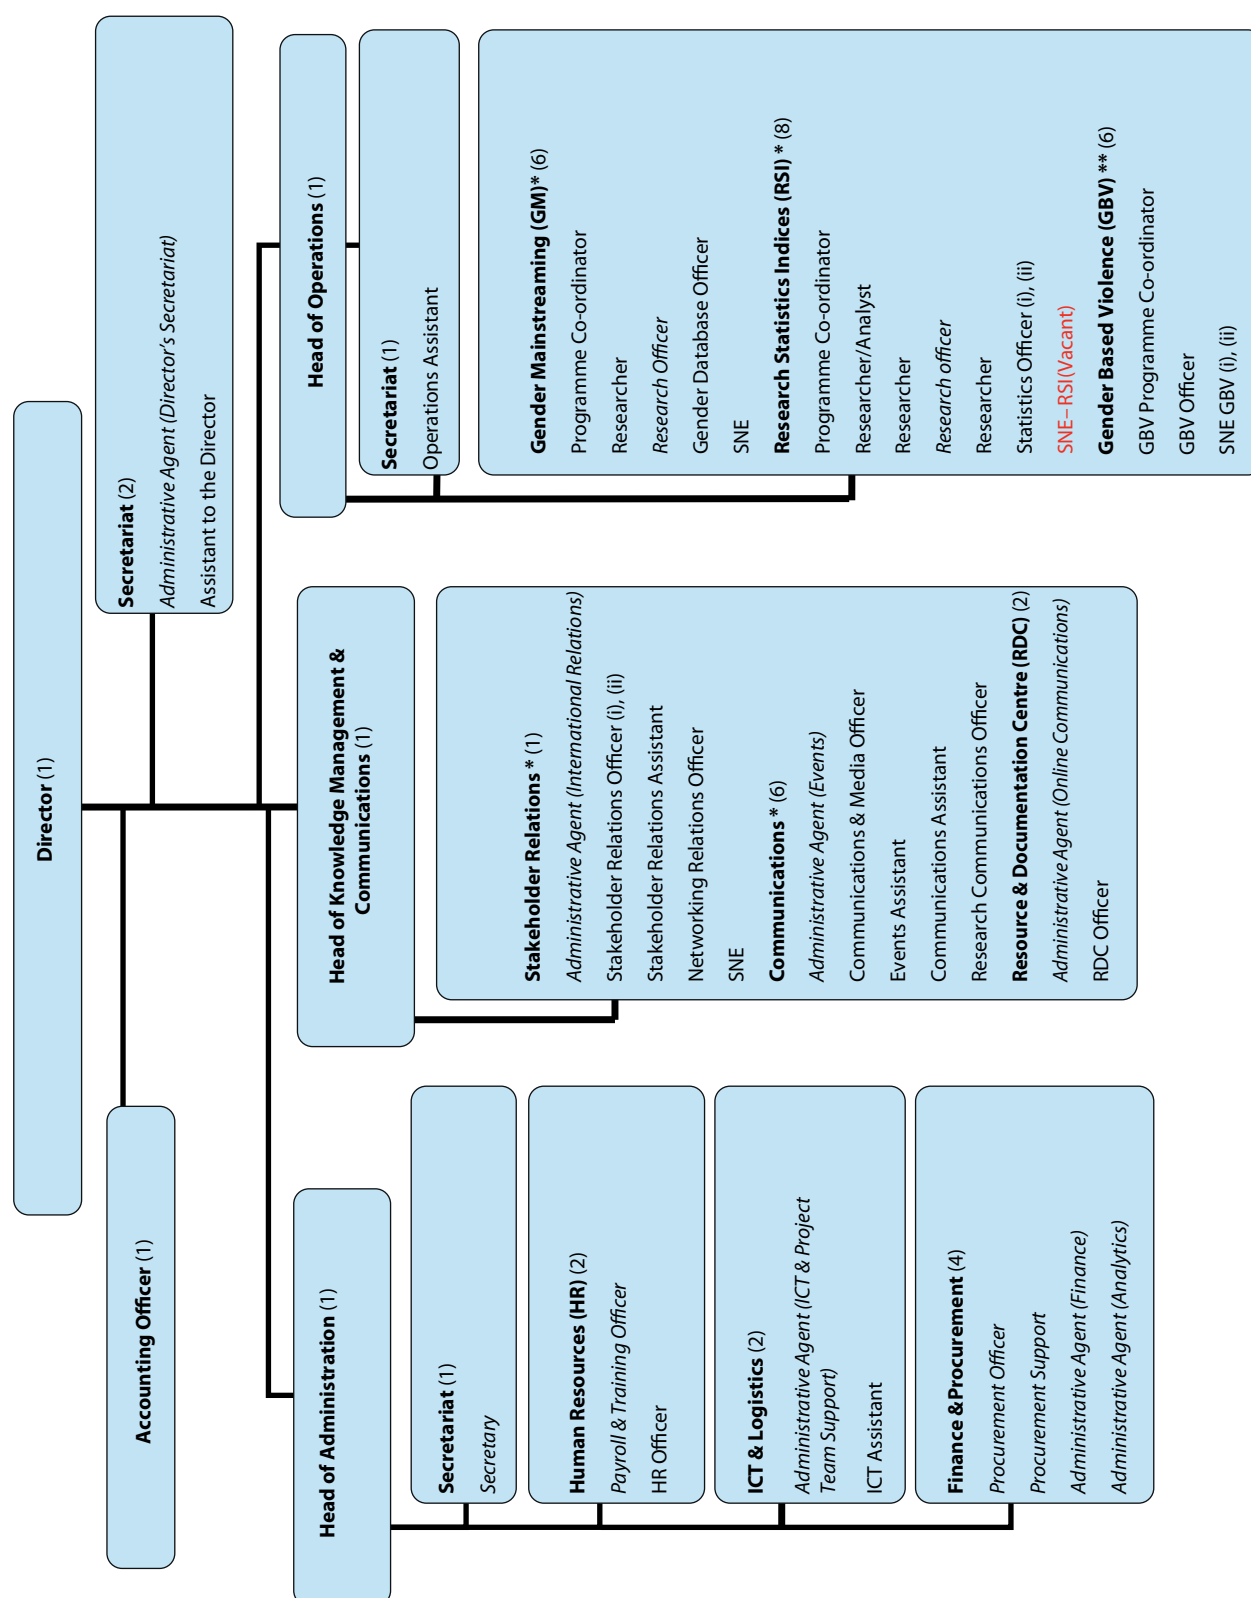 Director (1)
Accounting Officer (1)
Secretariat (2)
Administrative Agent (Director's Secretariat)
Assistant to the Director
Head of Administration (1)
Secretariat (1)
Secretary
Human Resources (HR) (2)
Payroll & Training Officer
HR Officer
ICT & Logistics (2)
Administrative Agent (ICT & Project
Team Support)
ICT Assistant
Finance &Procurement (4)
Procurement Officer
Procurement Support
Administrative Agent (Finance)
Administrative Agent (Analytics)
Head of Knowledge Management &
Communications (1)
Stakeholder Relations * (1)
Administrative Agent (International Relations)
Stakeholder Relations Officer (i), (ii)
Stakeholder Relations Assistant
Networking Relations Officer
SNE
Communications * (6)
Administrative Agent (Events)
Communications & Media Officer
Events Assistant
Communications Assistant
Research Communications Officer
Resource & Documentation Centre (RDC) (2)
Administrative Agent (Online Communications)
RDC Officer
Head of Operations (1)
Secretariat (1)
Operations Assistant
Gender Mainstreaming (GM)* (6)
Programme Co-ordinator
Researcher
Research Officer
Gender Database Officer
SNE
Research Statistics Indices (RSI) * (8)
Programme Co-ordinator
Researcher/Analyst
Researcher
Research officer
Researcher
Statistics Officer (i), (ii)
SNE–RSI(Vacant)
Gender Based Violence (GBV) ** (6)
GBV Programme Co-ordinator
GBV Officer
SNE GBV (i), (ii)